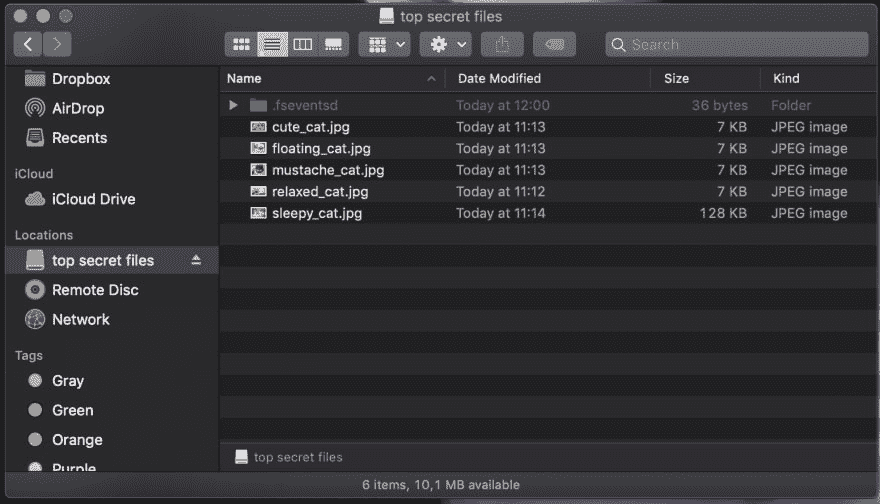 top secret files
Search
Dropbox
AirDrop
Recents
iCloud
iCloud Drive
Locations
top secret files
Remote Disc
Network
Tags
Gray
Green
Orange
Purple
Name Date Modified Size Kind
.fseventsd Today at 12:00 36 bytes Folder
cute_cat.jpg Today at 11:13 7 KB JPEG image
floating_cat.jpg Today at 11:13 7 KB JPEG image
mustache_cat.jpg Today at 11:13 7 KB JPEG image
relaxed_cat.jpg Today at 11:12 7 KB JPEG image
sleepy_cat.jpg Today at 11:14 128 KB JPEG image
top secret files
6 items, 10,1 MB available